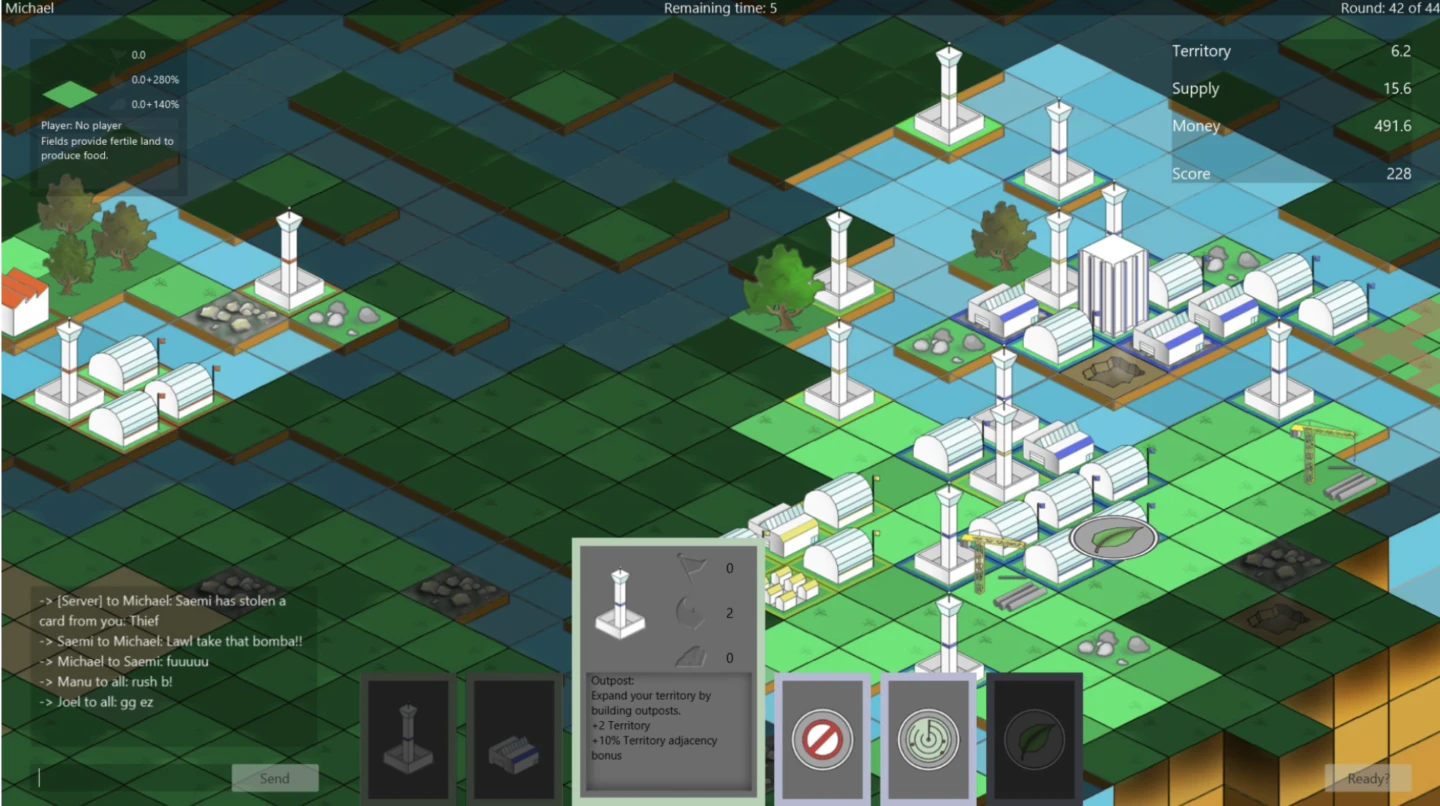 Michael
Remaining time: 5
Round: 42 of 44
0.0
0.0+280%
0.0+140%
Player: No player
Fields provide fertile land to
produce food.
Territory 6.2
Supply 15.6
Money 491.6
Score 228
-> [Server] to Michael: Saemi has stolen a
card from you: Thief
-> Saemi to Michael: Lawl take that bomba!!
-> Michael to Saemi: fuuuuu
-> Manu to all: rush b!
-> Joel to all: gg ez
Send
0
2
0
Outpost:
Expand your territory by
building outposts.
+2 Territory
+10% Territory adjacency
bonus
Ready?